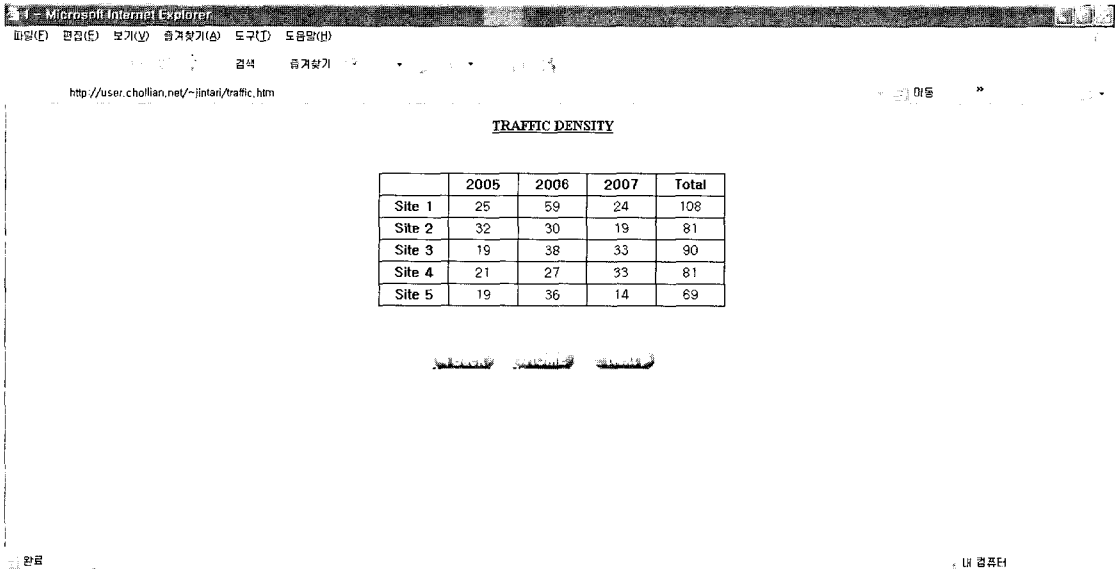 1 - Microsoft Internet Explorer
파일(F) 편집(E) 보기(V) 즐겨찾기(A) 도구(T) 도움말(H)
검색 즐겨찾기
http://user.chollian.net/~jintari/traffic.htm 이동 »
TRAFFIC DENSITY
2005 2006 2007 Total
Site 1 25 59 24 108
Site 2 32 30 19 81
Site 3 19 38 33 90
Site 4 21 27 33 81
Site 5 19 36 14 69
완료 내 컴퓨터